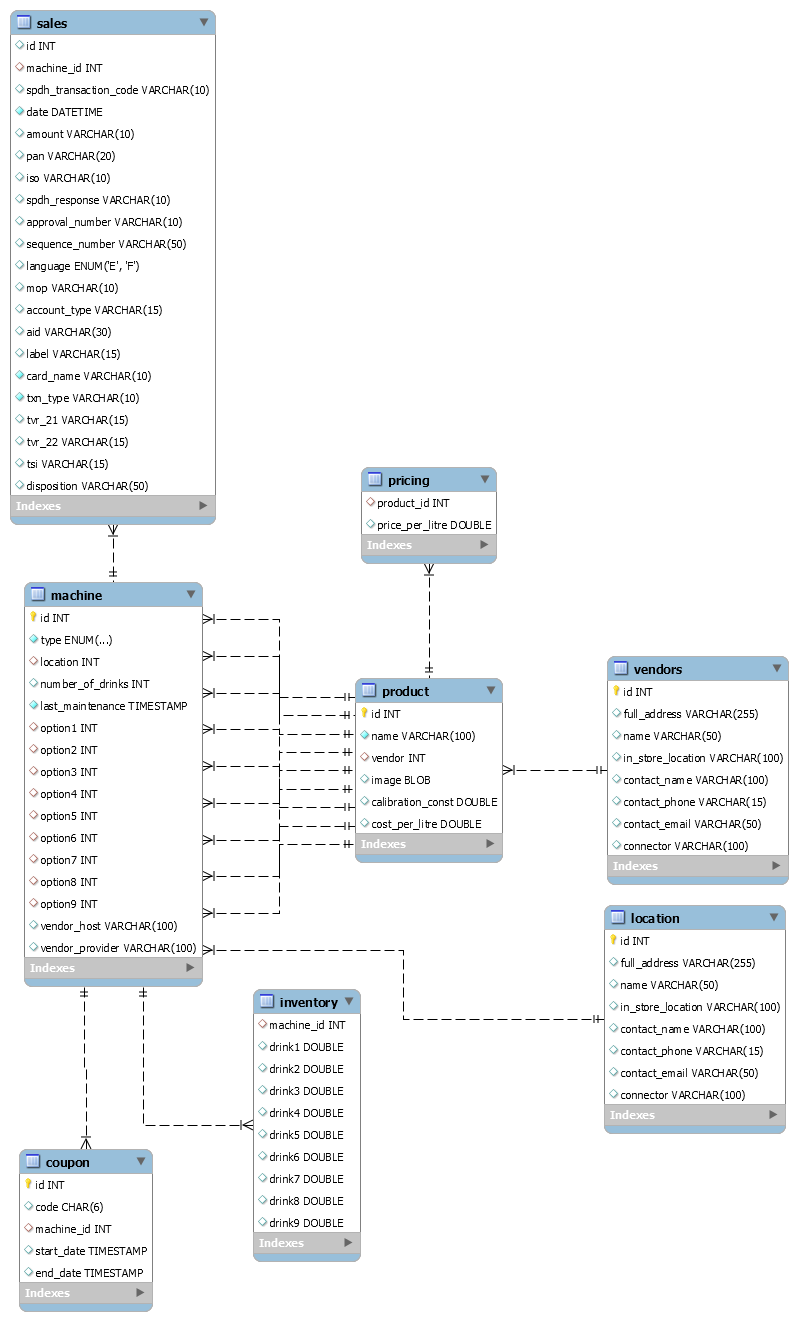 sales
id INT
machine_id INT
spdh_transaction_code VARCHAR(10)
date DATETIME
amount VARCHAR(10)
pan VARCHAR(20)
iso VARCHAR(10)
spdh_response VARCHAR(10)
approval_number VARCHAR(10)
sequence_number VARCHAR(50)
language ENUM('E', 'F')
mop VARCHAR(10)
account_type VARCHAR(15)
aid VARCHAR(30)
label VARCHAR(15)
card_name VARCHAR(10)
txn_type VARCHAR(10)
tvr_21 VARCHAR(15)
tvr_22 VARCHAR(15)
tsi VARCHAR(15)
disposition VARCHAR(50)
Indexes
pricing
product_id INT
price_per_litre DOUBLE
Indexes
machine
id INT
type ENUM(...)
location INT
number_of_drinks INT
last_maintenance TIMESTAMP
option1 INT
option2 INT
option3 INT
option4 INT
option5 INT
option6 INT
option7 INT
option8 INT
option9 INT
vendor_host VARCHAR(100)
vendor_provider VARCHAR(100)
Indexes
product
id INT
name VARCHAR(100)
vendor INT
image BLOB
calibration_const DOUBLE
cost_per_litre DOUBLE
Indexes
vendors
id INT
full_address VARCHAR(255)
name VARCHAR(50)
in_store_location VARCHAR(100)
contact_name VARCHAR(100)
contact_phone VARCHAR(15)
contact_email VARCHAR(50)
connector VARCHAR(100)
Indexes
location
id INT
full_address VARCHAR(255)
name VARCHAR(50)
in_store_location VARCHAR(100)
contact_name VARCHAR(100)
contact_phone VARCHAR(15)
contact_email VARCHAR(50)
connector VARCHAR(100)
Indexes
inventory
machine_id INT
drink1 DOUBLE
drink2 DOUBLE
drink3 DOUBLE
drink4 DOUBLE
drink5 DOUBLE
drink6 DOUBLE
drink7 DOUBLE
drink8 DOUBLE
drink9 DOUBLE
Indexes
coupon
id INT
code CHAR(6)
machine_id INT
start_date TIMESTAMP
end_date TIMESTAMP
Indexes